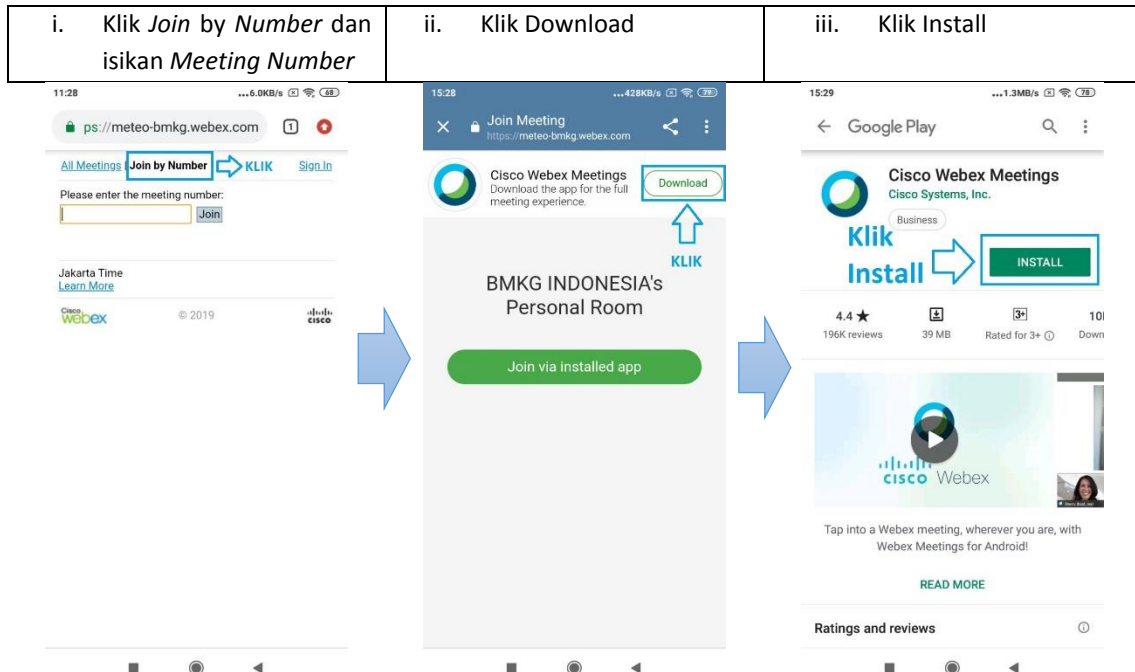 i. Klik Join by Number dan
isikan Meeting Number
ii. Klik Download
iii. Klik Install
11:28
...6.0KB/s 68
ps://meteo-bmkg.webex.com 1
All Meetings | Join by Number KLIK Sign In
Please enter the meeting number:
Join
Jakarta Time
Learn More
Cisco webex © 2019 cisco
15:28
...428KB/s 79
Join Meeting
https://meteo-bmkg.webex.com
Cisco Webex Meetings
Download the app for the full
meeting experience.
Download
KLIK
BMKG INDONESIA's
Personal Room
Join via installed app
15:29
...1.3MB/s 78
Google Play
Cisco Webex Meetings
Cisco Systems, Inc.
Business
Klik
Install
INSTALL
4.4★
196K reviews
39 MB
3+
Rated for 3+
10
Down
cisco Webex
Tap into a Webex meeting, wherever you are, with
Webex Meetings for Android!
READ MORE
Ratings and reviews